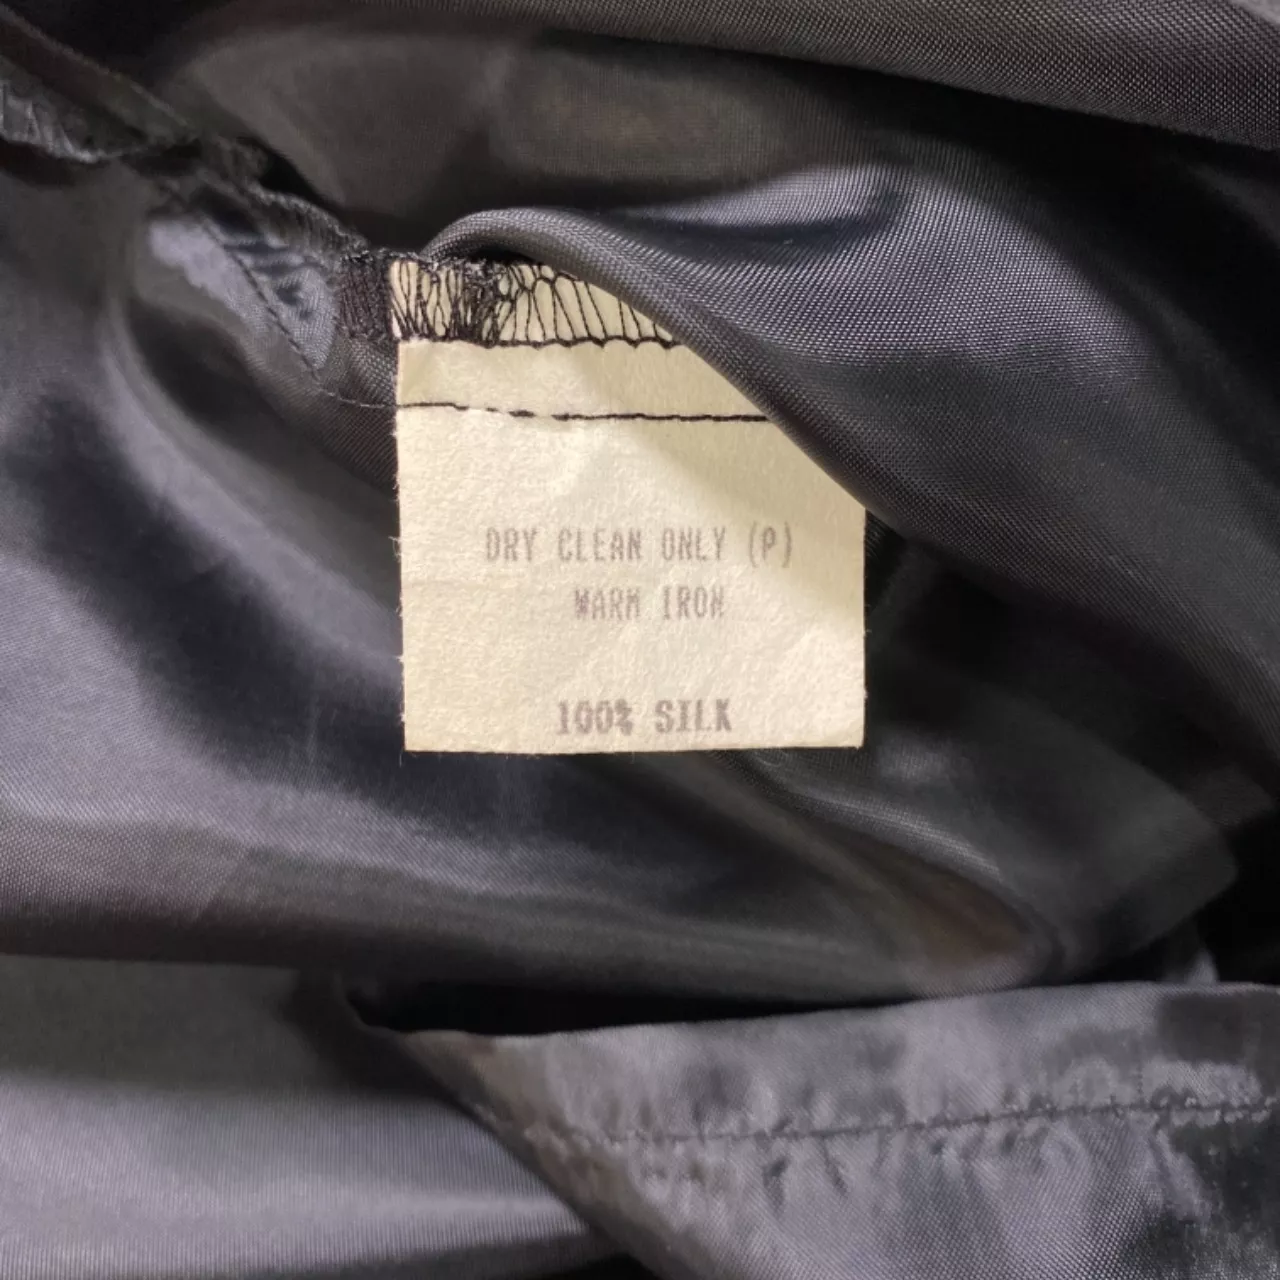 DRY CLEAN ONLY (P)
WARM IRON
100% SILK